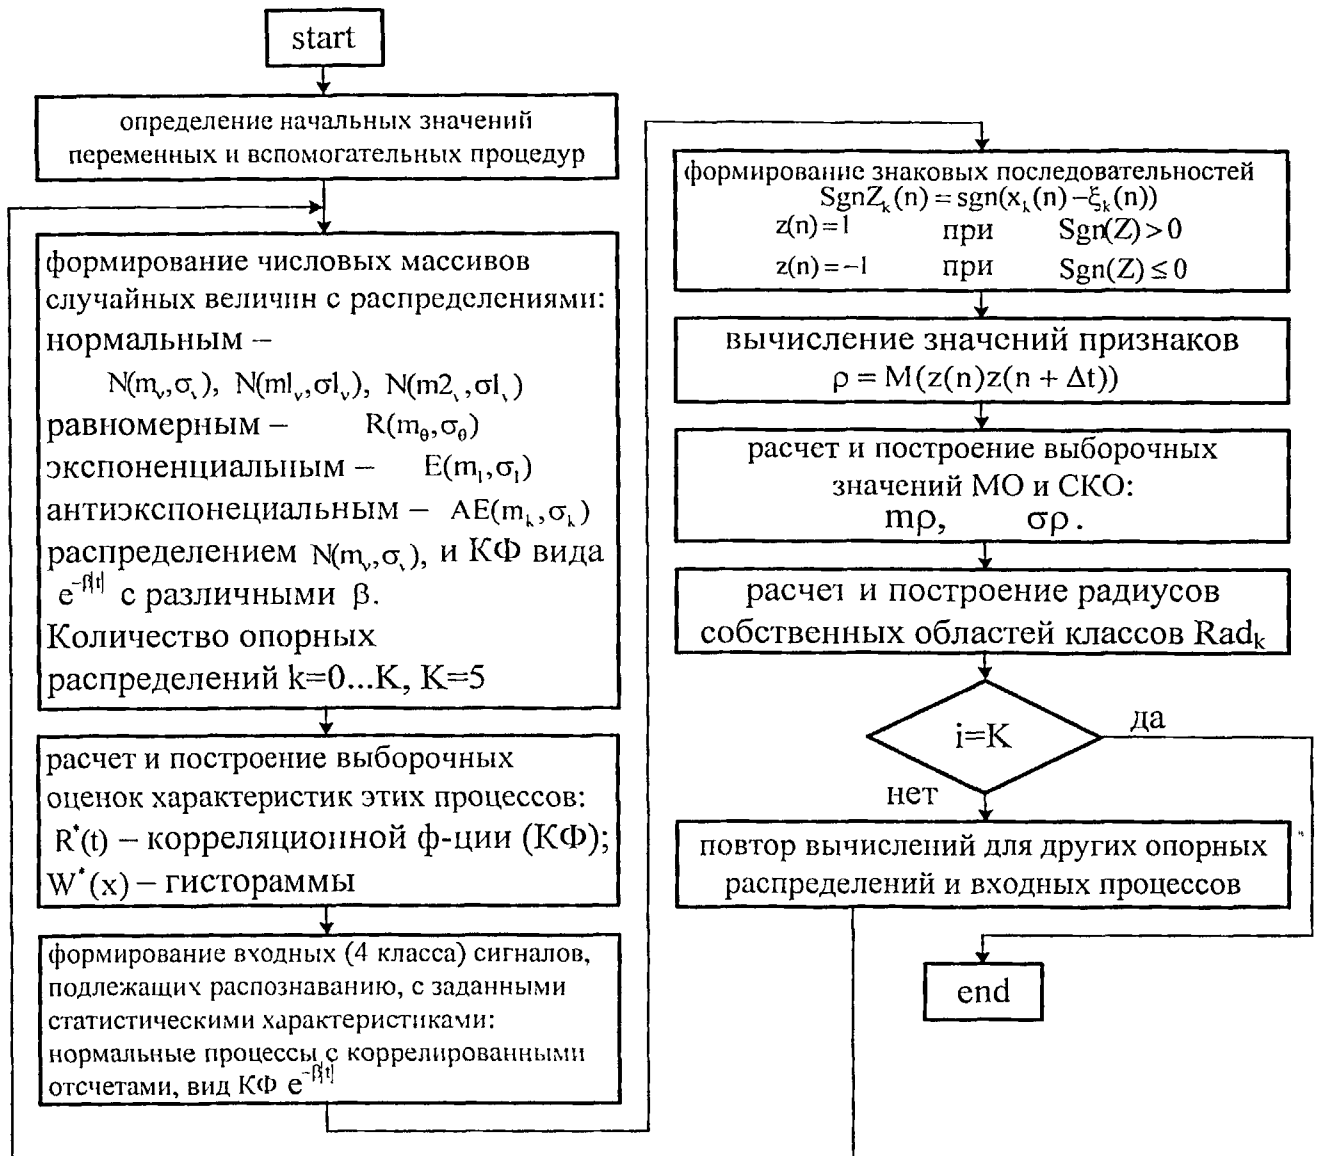 start
определение начальных значений
переменных и вспомогательных процедур
формирование числовых массивов
случайных величин с распределениями:
нормальным –
N(mᵥ,σᵥ), N(m1ᵥ,σ1ᵥ), N(m2ᵥ,σ1ᵥ)
равномерным – R(m_θ,σ_θ)
экспоненциальным – E(m₁,σ₁)
антиэкспонециальным – AE(mₖ,σₖ)
распределением N(mᵥ,σᵥ), и КФ вида
e^{-β|t|} с различными β.
Количество опорных
распределений k=0...K, K=5
расчет и построение выборочных
оценок характеристик этих процессов:
R*(t) – корреляционной ф-ции (КФ);
W*(x) – гистораммы
формирование входных (4 класса) сигналов,
подлежащих распознаванию, с заданными
статистическими характеристиками:
нормальные процессы с коррелированными
отсчетами, вид КФ e^{-β|t|}
формирование знаковых последовательностей
SgnZₖ(n) = sgn(xₖ(n) – ξₖ(n))
z(n) = 1 при Sgn(Z) > 0
z(n) = –1 при Sgn(Z) ≤ 0
вычисление значений признаков
ρ = M(z(n)z(n + Δt))
расчет и построение выборочных
значений МО и СКО:
mρ, σρ.
расчет и построение радиусов
собственных областей классов Radₖ
i=K
да
нет
повтор вычислений для других опорных
распределений и входных процессов
end